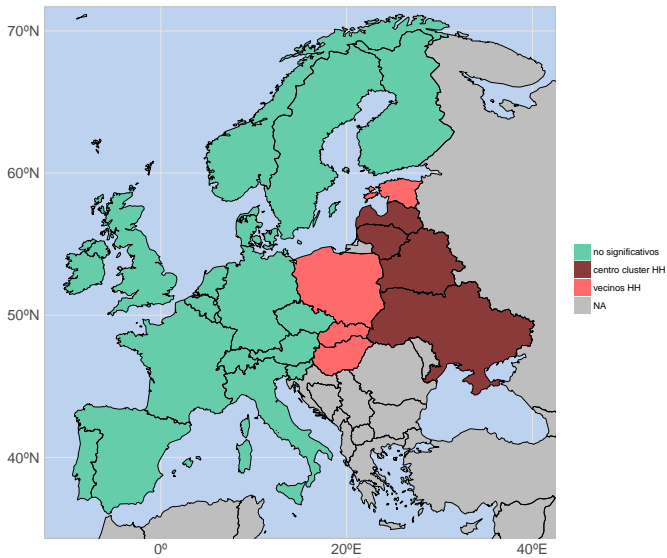 70ºN
60ºN
50ºN
40ºN
0º
20ºE
40ºE
no significativos
centro cluster HH
vecinos HH
NA